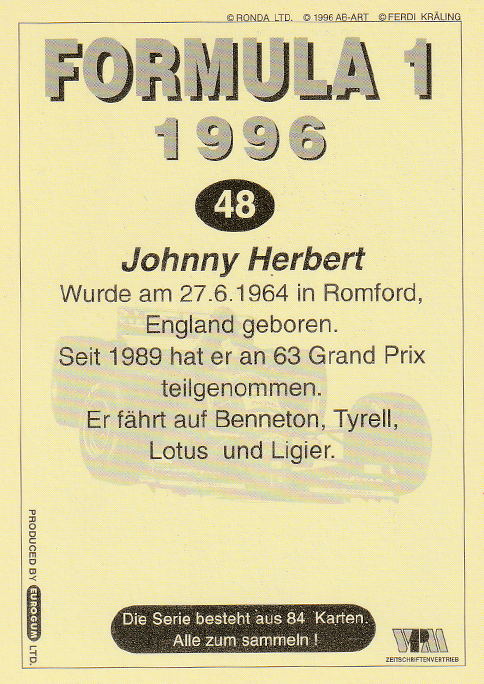 © RONDA LTD. © 1996 AB-ART © FERDI KRÄLING
FORMULA 1
1996
48
Johnny Herbert
Wurde am 27.6.1964 in Romford,
England geboren.
Seit 1989 hat er an 63 Grand Prix
teilgenommen.
Er fährt auf Benneton, Tyrell,
Lotus und Ligier.
PRODUCED BY EUROGUM LTD.
Die Serie besteht aus 84 Karten.
Alle zum sammeln !
VPM
ZEITSCHRIFTENVERTRIEB